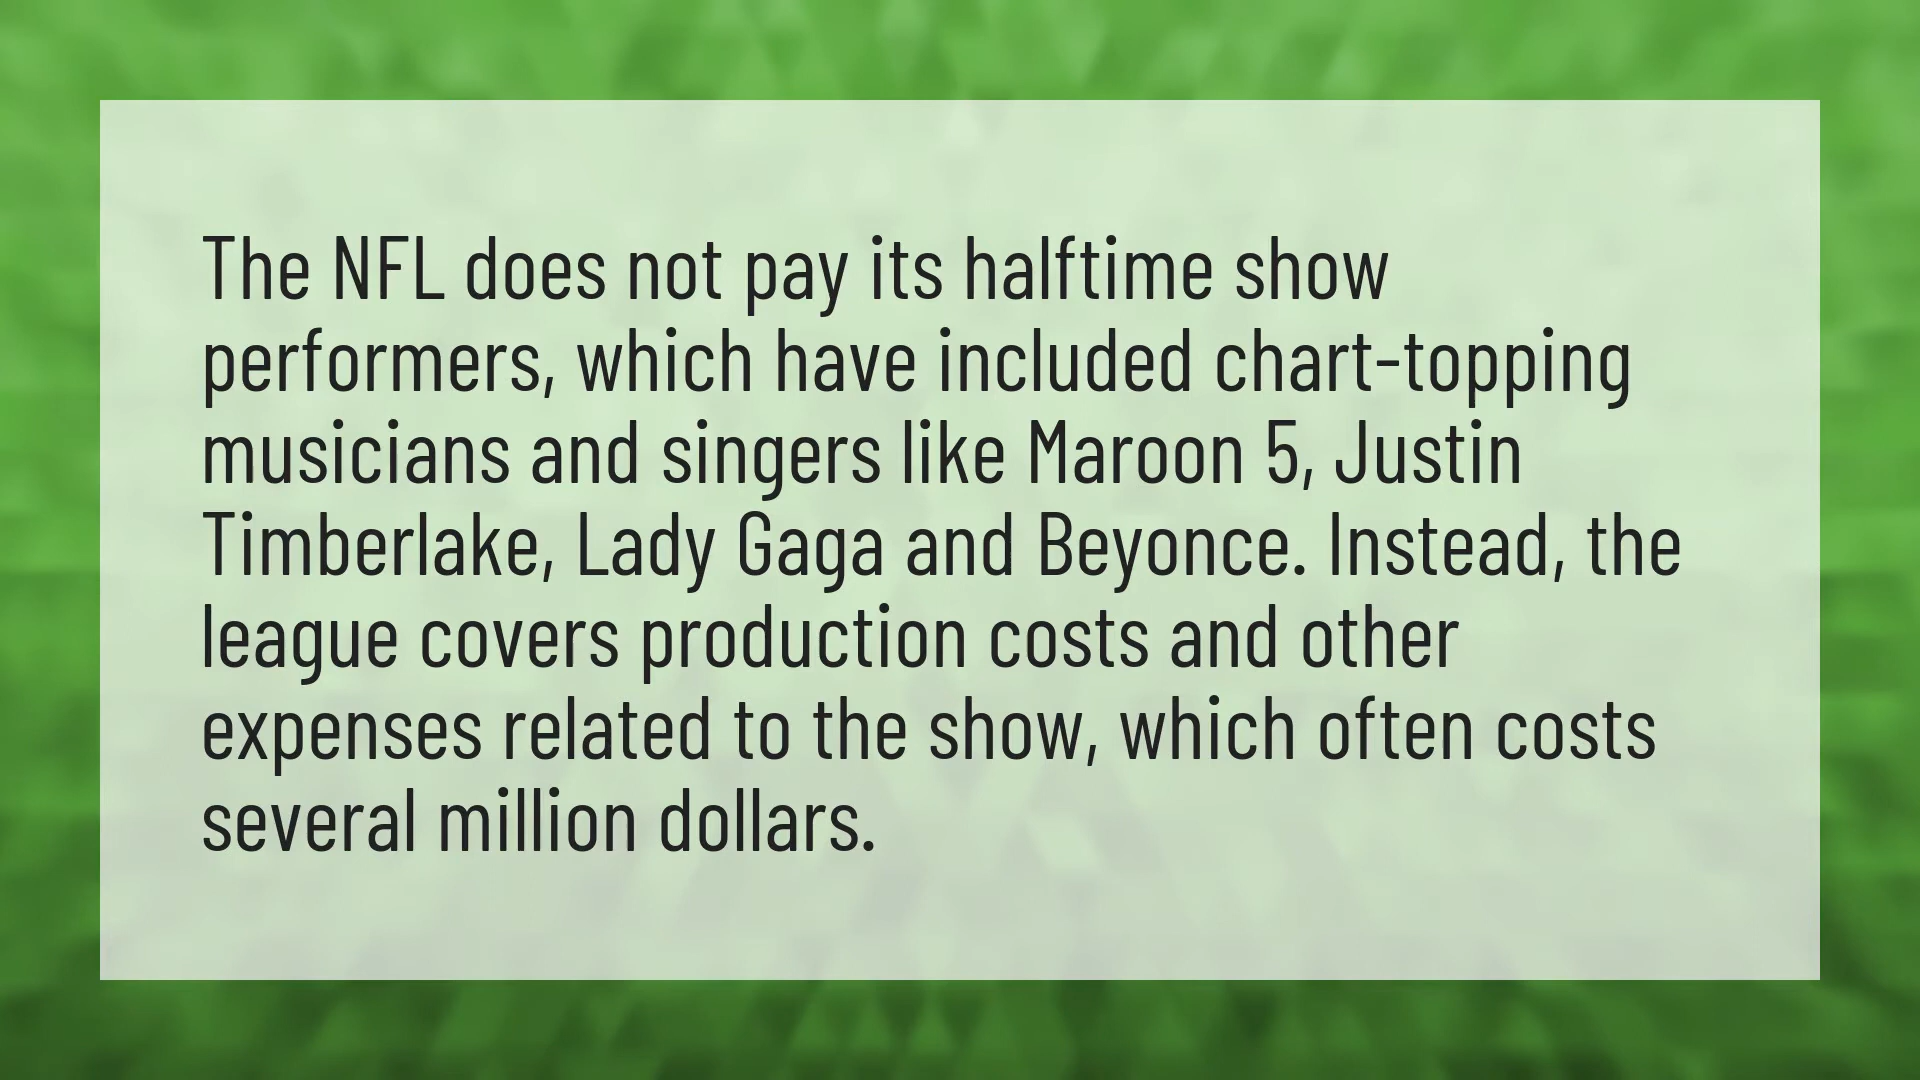 The NFL does not pay its halftime show
performers, which have included chart-topping
musicians and singers like Maroon 5, Justin
Timberlake, Lady Gaga and Beyonce. Instead, the
league covers production costs and other
expenses related to the show, which often costs
several million dollars.